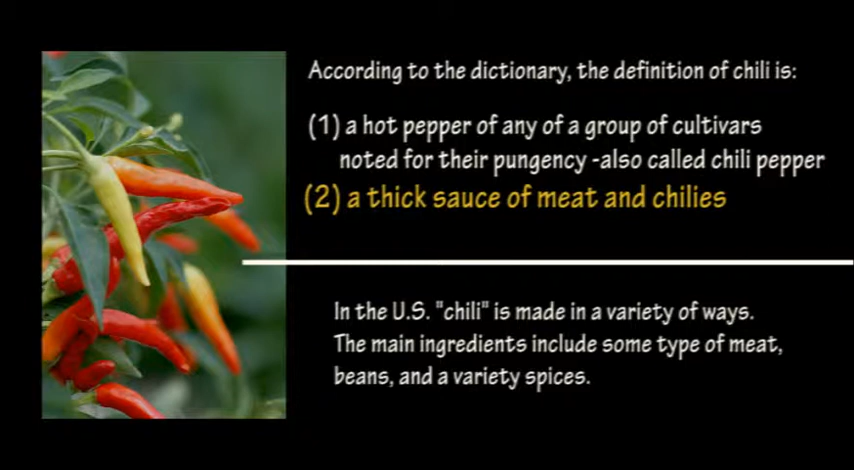 According to the dictionary, the definition of chili is:
(1) a hot pepper of any of a group of cultivars
noted for their pungency -also called chili pepper
(2) a thick sauce of meat and chilies
In the U.S. "chili" is made in a variety of ways.
The main ingredients include some type of meat,
beans, and a variety spices.